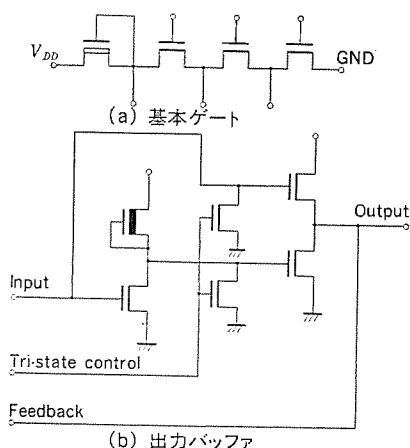 V_DD
GND
(a) 基本ゲート
Output
Input
Tri-state control
Feedback
(b) 出力バッファ